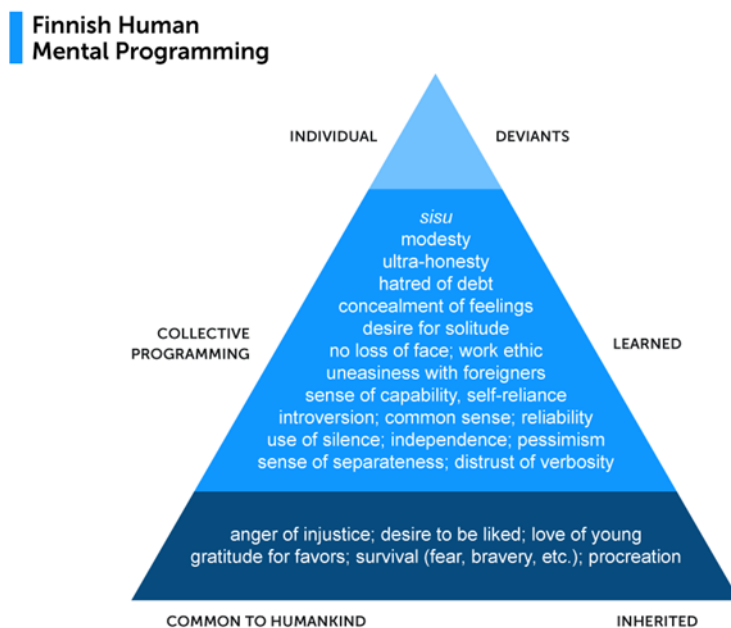 Finnish Human
Mental Programming
INDIVIDUAL
DEVIANTS
sisu
modesty
ultra-honesty
hatred of debt
concealment of feelings
desire for solitude
no loss of face; work ethic
uneasiness with foreigners
sense of capability, self-reliance
introversion; common sense; reliability
use of silence; independence; pessimism
sense of separateness; distrust of verbosity
COLLECTIVE
PROGRAMMING
LEARNED
anger of injustice; desire to be liked; love of young
gratitude for favors; survival (fear, bravery, etc.); procreation
COMMON TO HUMANKIND
INHERITED